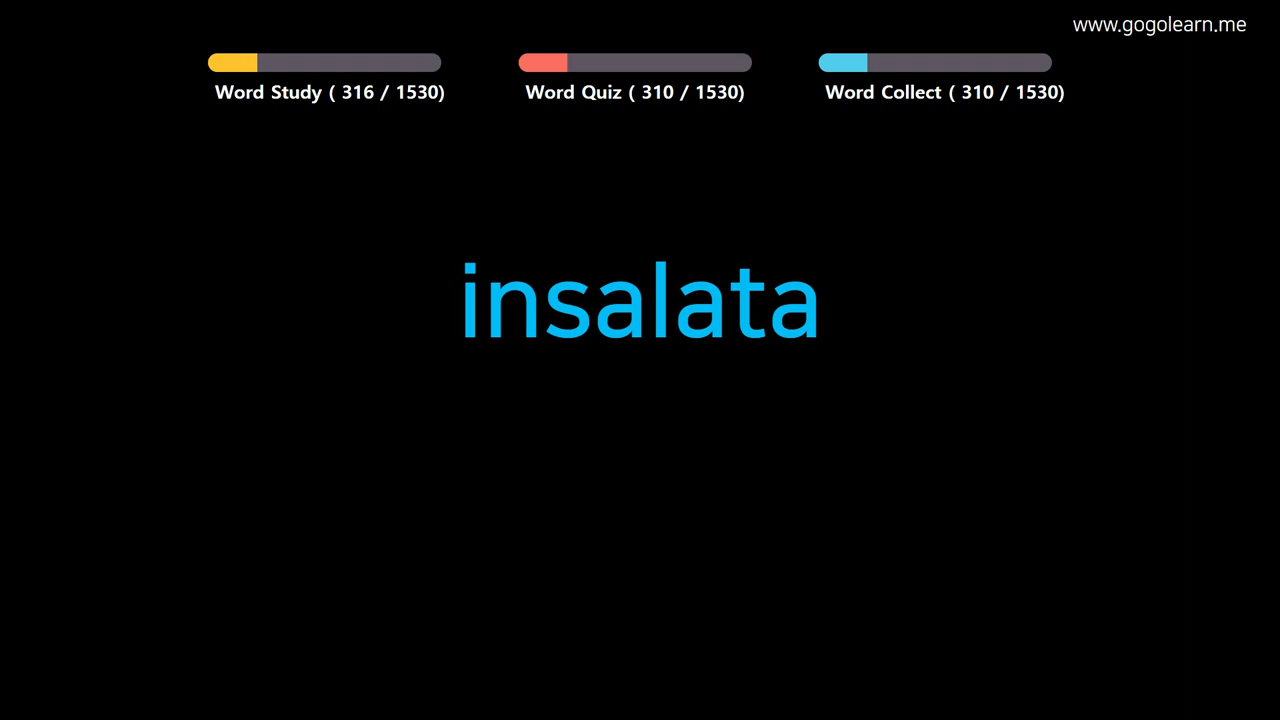 www.gogolearn.me
Word Study ( 316 / 1530)
Word Quiz ( 310 / 1530)
Word Collect ( 310 / 1530)
insalata